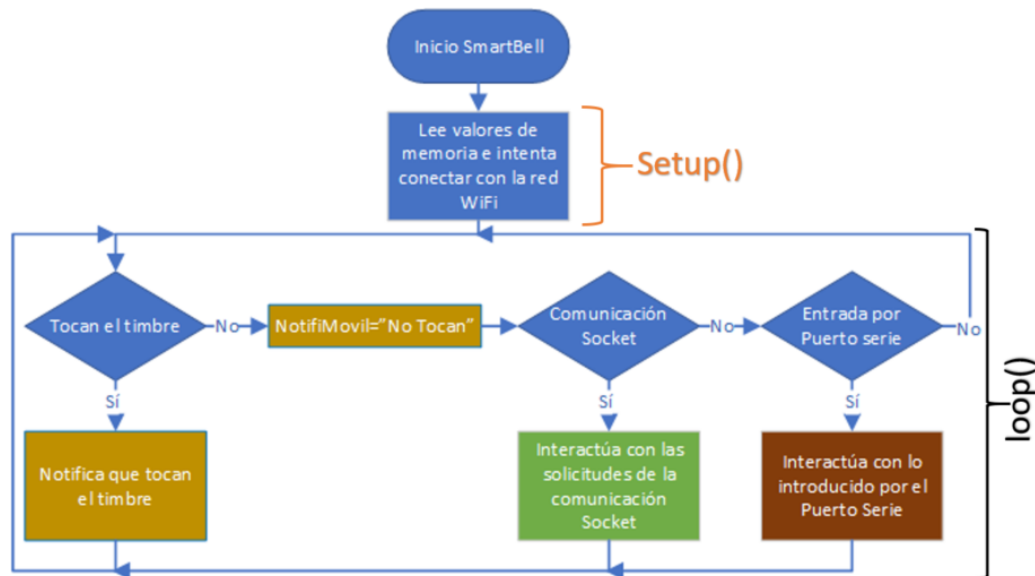 Inicio SmartBell
Lee valores de
memoria e intenta
conectar con la red
WiFi
Setup()
Tocan el timbre
No
NotifiMovil="No Tocan"
Comunicación
Socket
No
Entrada por
Puerto serie
No
loop()
Sí
Sí
Sí
Notifica que tocan
el timbre
Interactúa con las
solicitudes de la
comunicación
Socket
Interactúa con lo
introducido por el
Puerto Serie